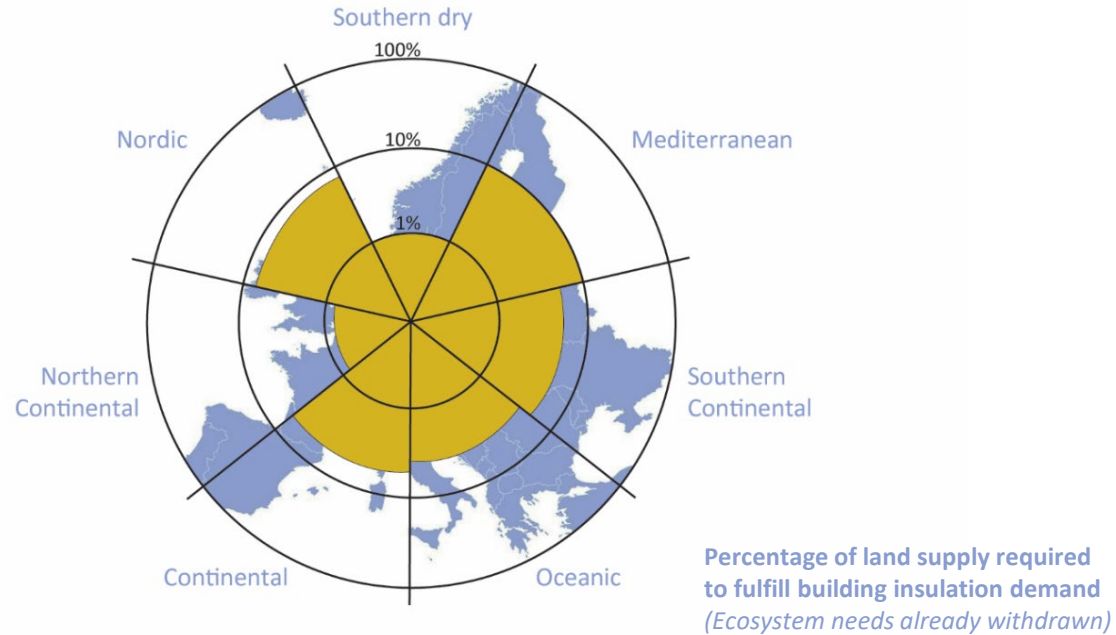 Southern dry
100%
Nordic
10%
Mediterranean
1%
Northern
Continental
Southern
Continental
Continental
Oceanic
Percentage of land supply required
to fulfill building insulation demand
(Ecosystem needs already withdrawn)